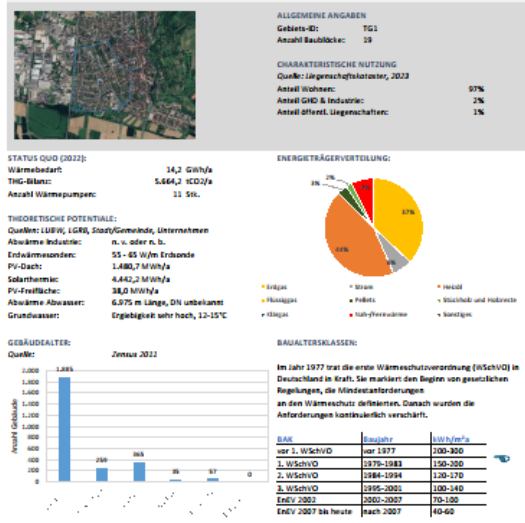 ALLGEMEINE ANGABEN
Gebiets-ID: TG1
Anzahl Baublöcke: 19
CHARAKTERISTISCHE NUTZUNG
Quelle: Liegenschaftskataster, 2023
Anteil Wohnen: 97%
Anteil GHD & Industrie: 2%
Anteil öffentl. Liegenschaften: 1%
STATUS QUO (2022):
Wärmebedarf: 14,2 GWh/a
THG-Bilanz: 5.664,2 tCO2/a
Anzahl Wärmepumpen: 11 Stk.
THEORETISCHE POTENTIALE:
Quellen: LUBW, LGRB, Stadt/Gemeinde, Unternehmen
Abwärme Industrie: n. v. oder n. b.
Erdwärmesonden: 55 - 65 W/m Erdsonde
PV-Dach: 1.480,7 MWh/a
Solarthermie: 4.442,2 MWh/a
PV-Freifläche: 38,0 MWh/a
Abwärme Abwasser: 6.975 m Länge, DN unbekannt
Grundwasser: Ergiebigkeit sehr hoch, 12-15°C
ENERGIETRÄGERVERTEILUNG:
2%
3%
37%
44%
Erdgas Strom Heizöl
Flüssiggas Pellets Stückholz und Holzreste
Klärgas Nah-/Fernwärme Sonstiges
GEBÄUDEALTER:
Quelle: Zensus 2011
Anzahl Gebäude
2.000
1.800
1.600
1.400
1.200
1.000
800
600
400
200
0
1.885
259
365
35
57
0
BAUALTERSKLASSEN:
Im Jahr 1977 trat die erste Wärmeschutzverordnung (WSchVO) in
Deutschland in Kraft. Sie markiert den Beginn von gesetzlichen
Regelungen, die Mindestanforderungen
an den Wärmeschutz definierten. Danach wurden die
Anforderungen kontinuierlich verschärft.
BAK Baujahr kWh/m²a
vor 1. WSchVO vor 1977 200-300
1. WSchVO 1979-1983 150-200
2. WSchVO 1984-1994 120-170
3. WSchVO 1995-2001 100-140
EnEV 2002 2002-2007 70-100
EnEV 2007 bis heute nach 2007 40-60